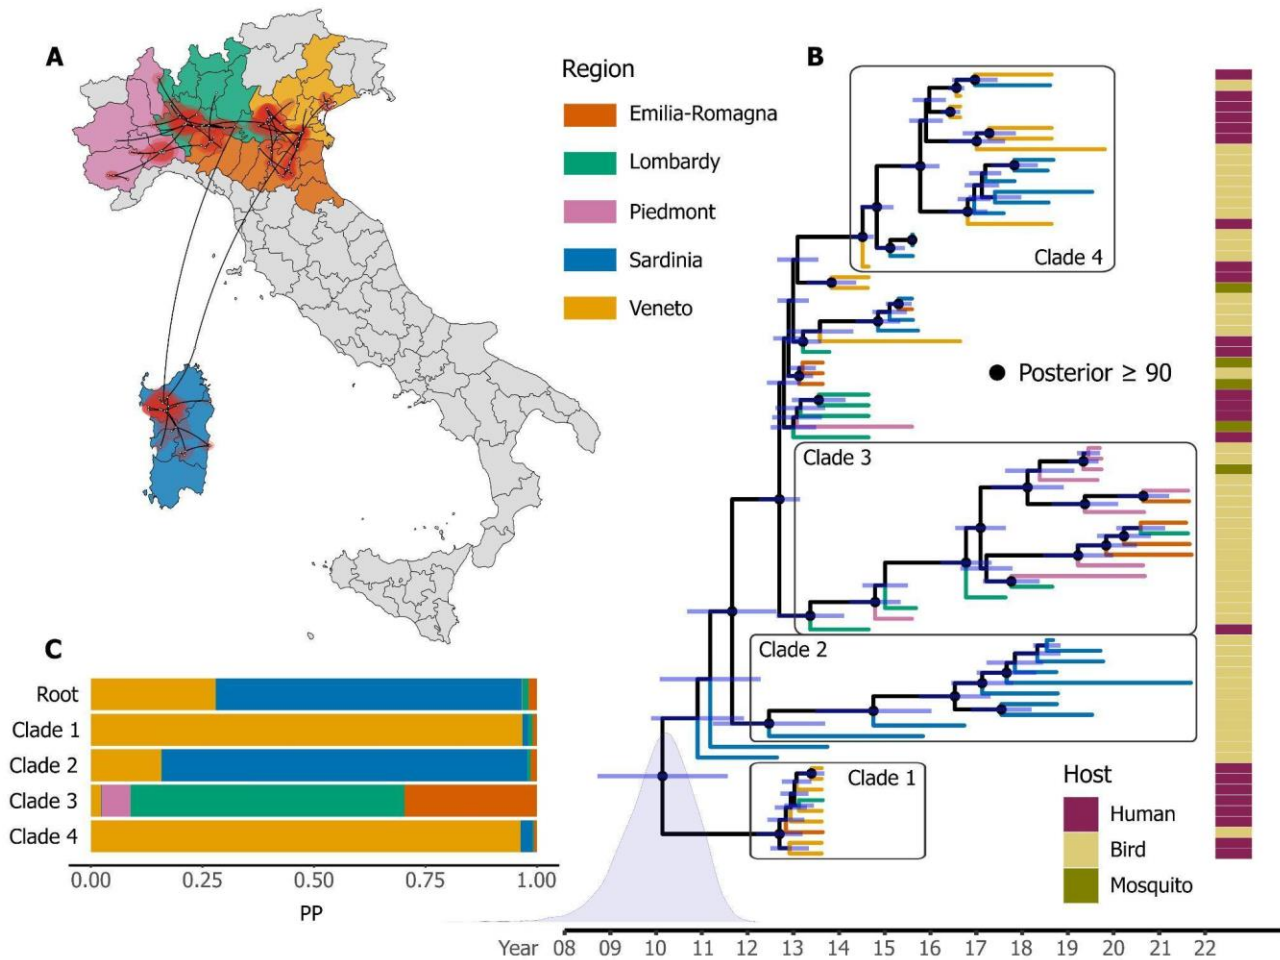 A
Region
Emilia-Romagna
Lombardy
Piedmont
Sardinia
Veneto
B
Clade 4
Posterior ≥ 90
Clade 3
Clade 2
Clade 1
Host
Human
Bird
Mosquito
Year 08 09 10 11 12 13 14 15 16 17 18 19 20 21 22
C
Root
Clade 1
Clade 2
Clade 3
Clade 4
0.00 0.25 0.50 0.75 1.00
PP